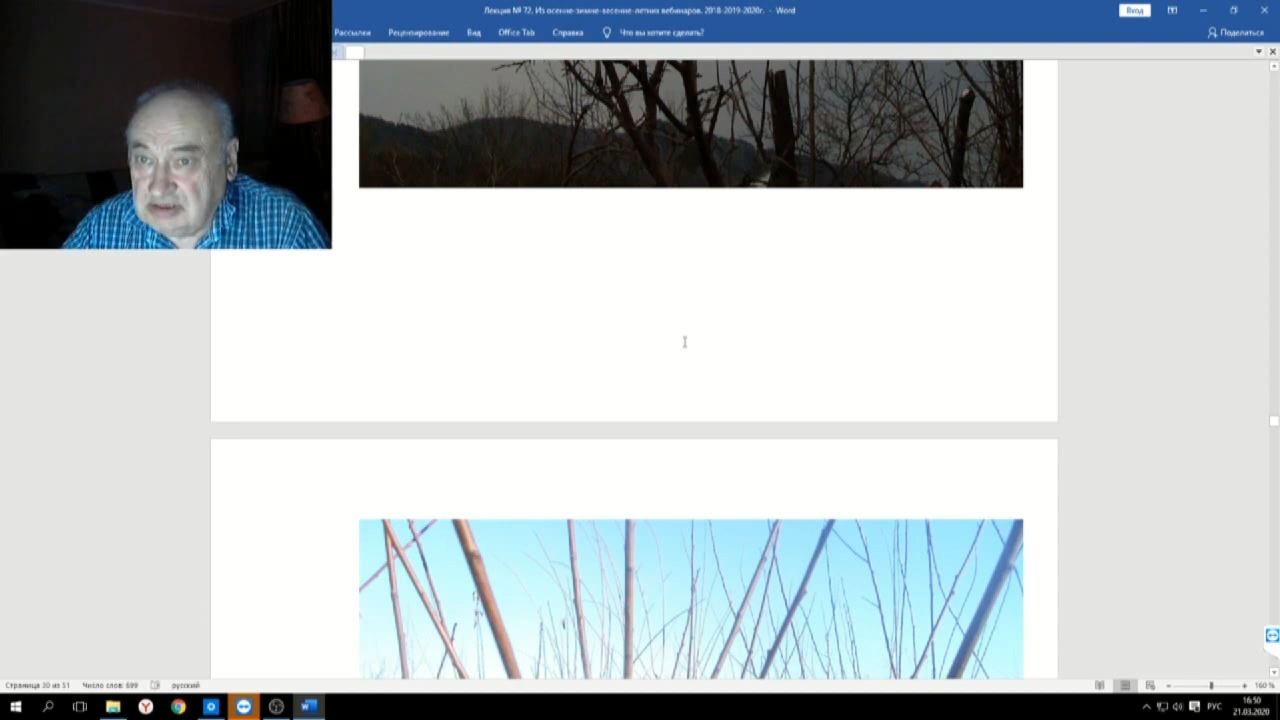 Лекция № 72. Из осенне-зимне-весенне-летних вебинаров. 2018-2019-2020г. - Word
Вход
Рассылки Рецензирование Вид Office Tab Справка Что вы хотите сделать? Поделиться
Страница 30 из 51 Число слов: 899 русский 160 %
РУС 16:50
21.03.2020